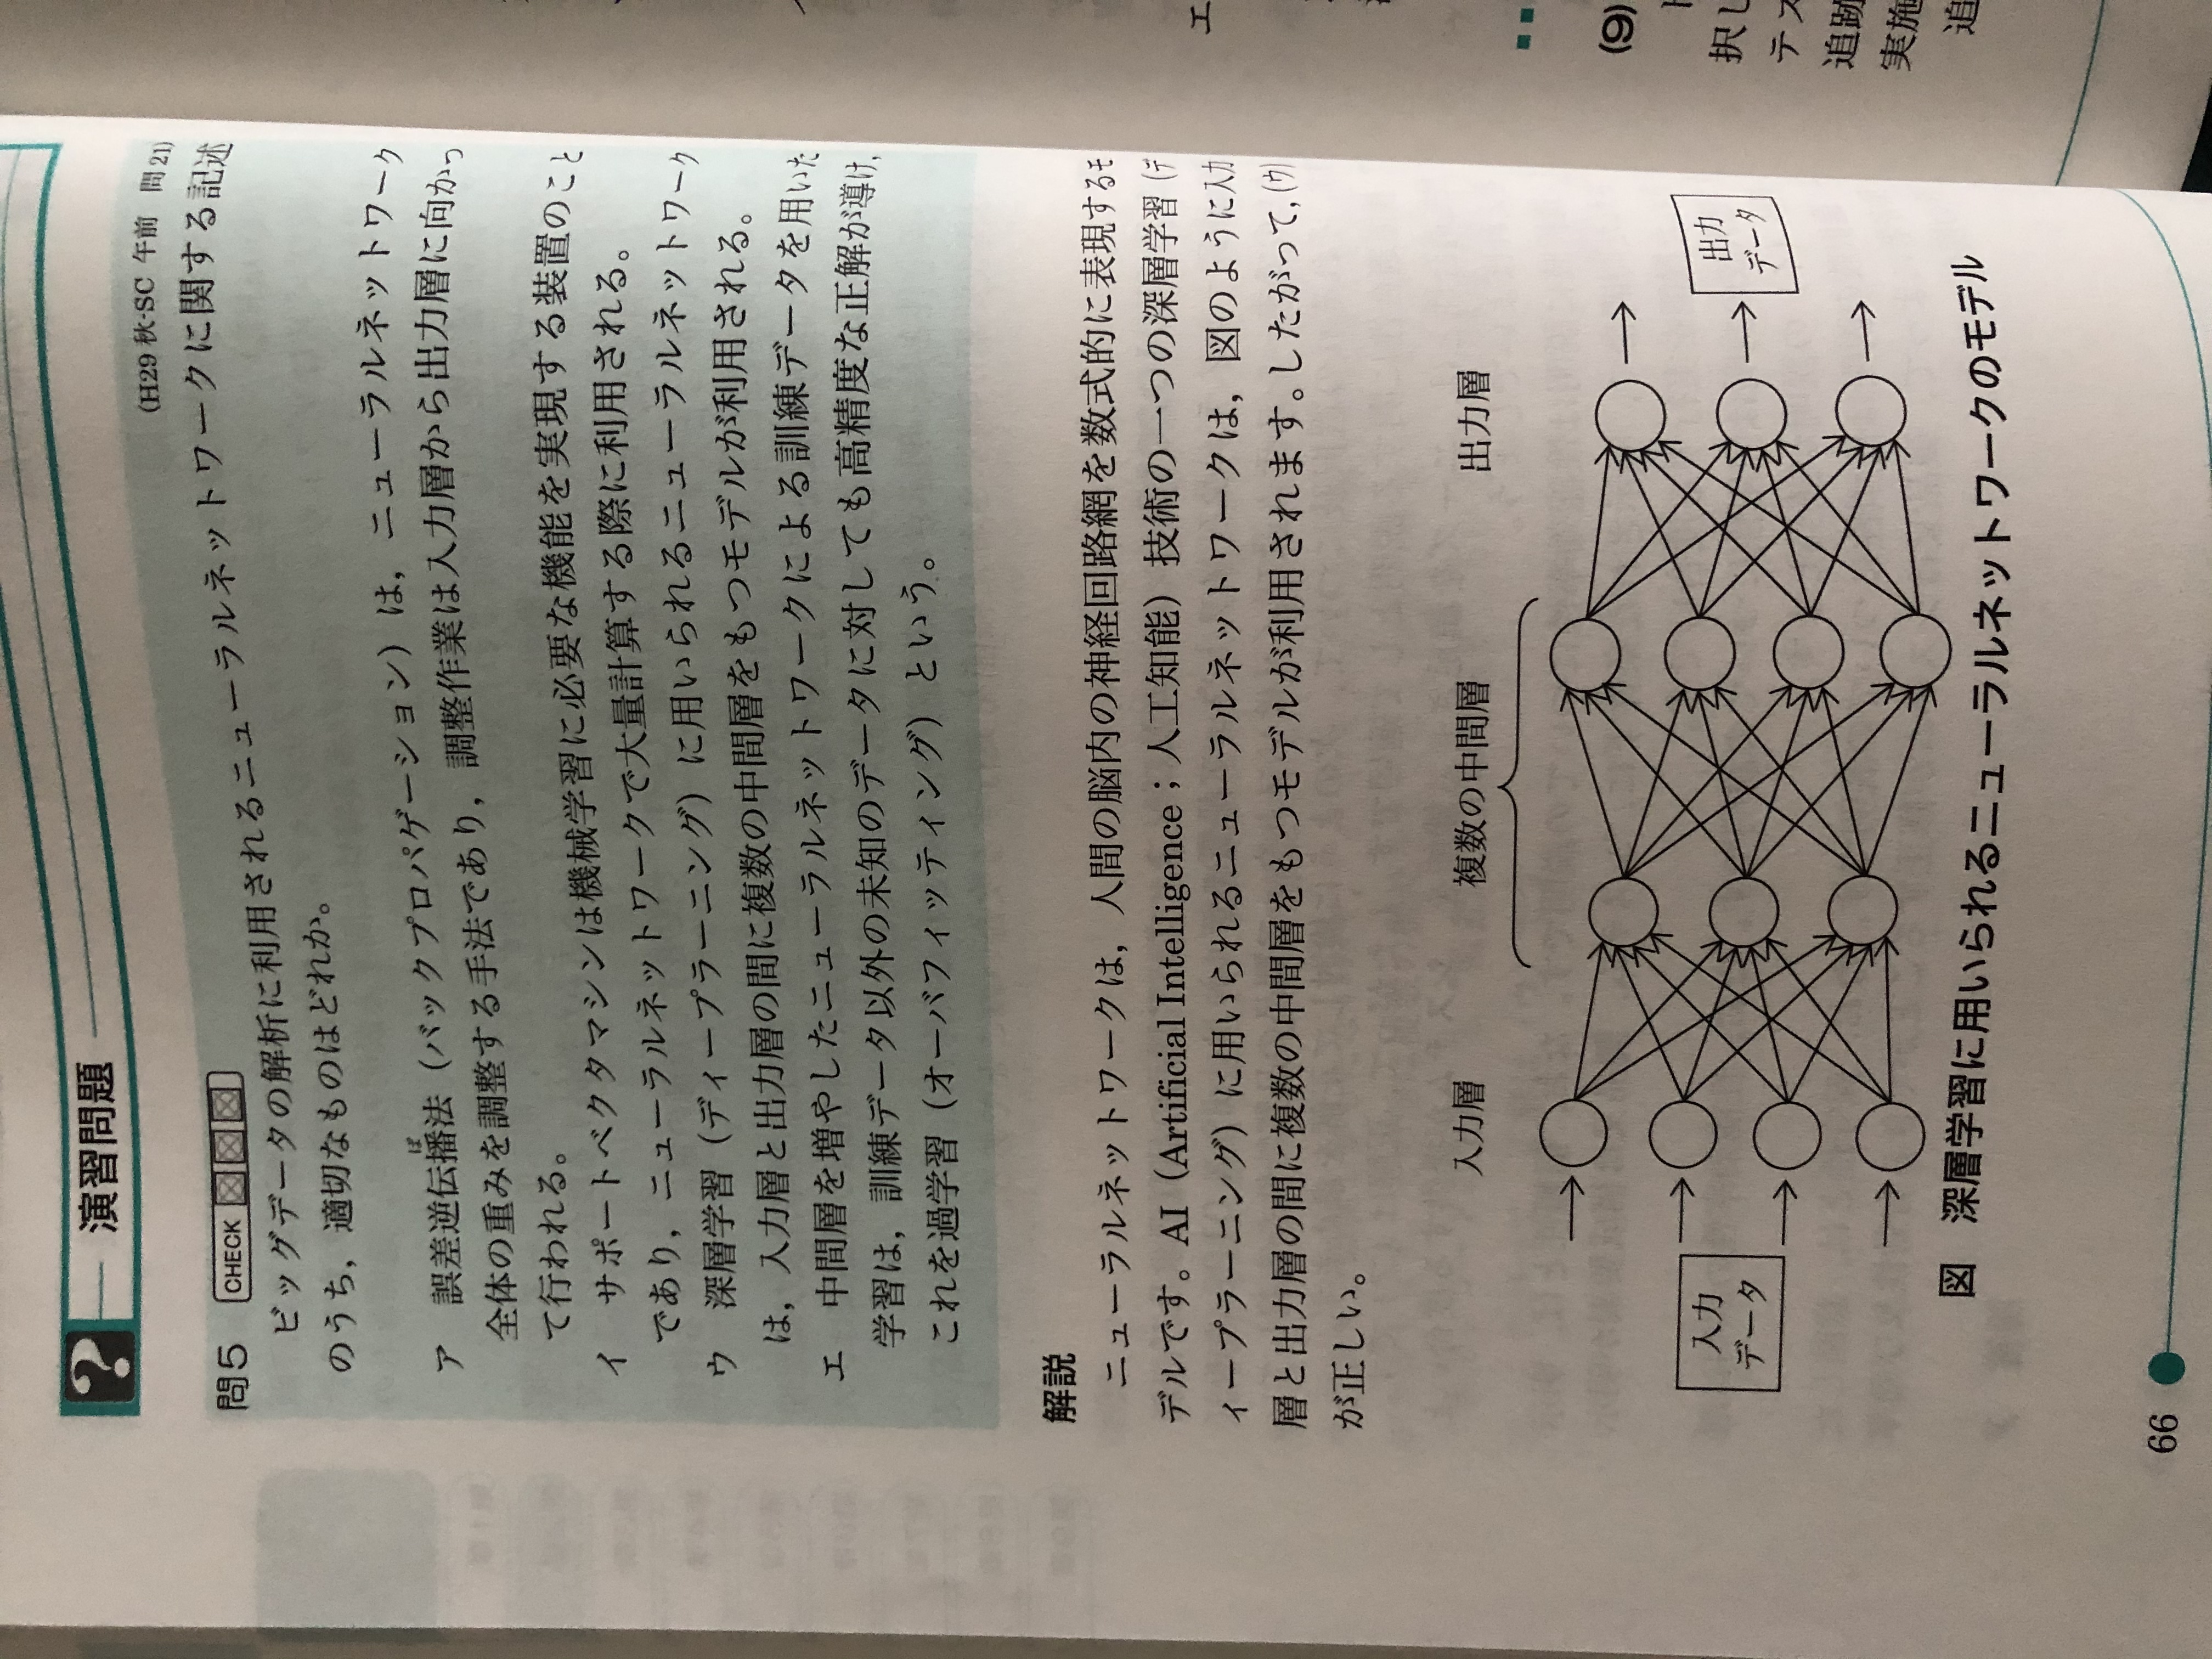 演習問題
(H29 秋-SC 午前 問21)
問5 CHECK
ビッグデータの解析に利用されるニューラルネットワークに関する記述
のうち，適切なものはどれか。
ば
ア 誤差逆伝播法（バックプロパゲーション）は，ニューラルネットワーク
全体の重みを調整する手法であり，調整作業は入力層から出力層に向かっ
て行われる。
イ サポートベクタマシンは機械学習に必要な機能を実現する装置のこと
であり，ニューラルネットワークで大量計算する際に利用される。
ウ 深層学習（ディープラーニング）に用いられるニューラルネットワーク
は，入力層と出力層の間に複数の中間層をもつモデルが利用される。
エ 中間層を増やしたニューラルネットワークによる訓練データを用いた
学習は，訓練データ以外の未知のデータに対しても高精度な正解が導け，
これを過学習（オーバフィッティング）という。
解説
ニューラルネットワークは，人間の脳内の神経回路網を数式的に表現するモ
デルです。AI（Artificial Intelligence；人工知能）技術の一つの深層学習（デ
ィープラーニング）に用いられるニューラルネットワークは，図のように入力
層と出力層の間に複数の中間層をもつモデルが利用されます。したがって，（ウ）
が正しい。
入力層 複数の中間層 出力層
入力
データ
出力
データ
図 深層学習に用いられるニューラルネットワークのモデル
66
エ
(9)
択し
テス
追跡
実施
追